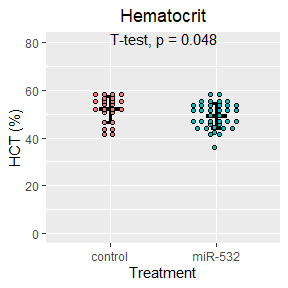 Hematocrit
T-test, p = 0.048
80
60
40
20
0
HCT (%)
control miR-532
Treatment